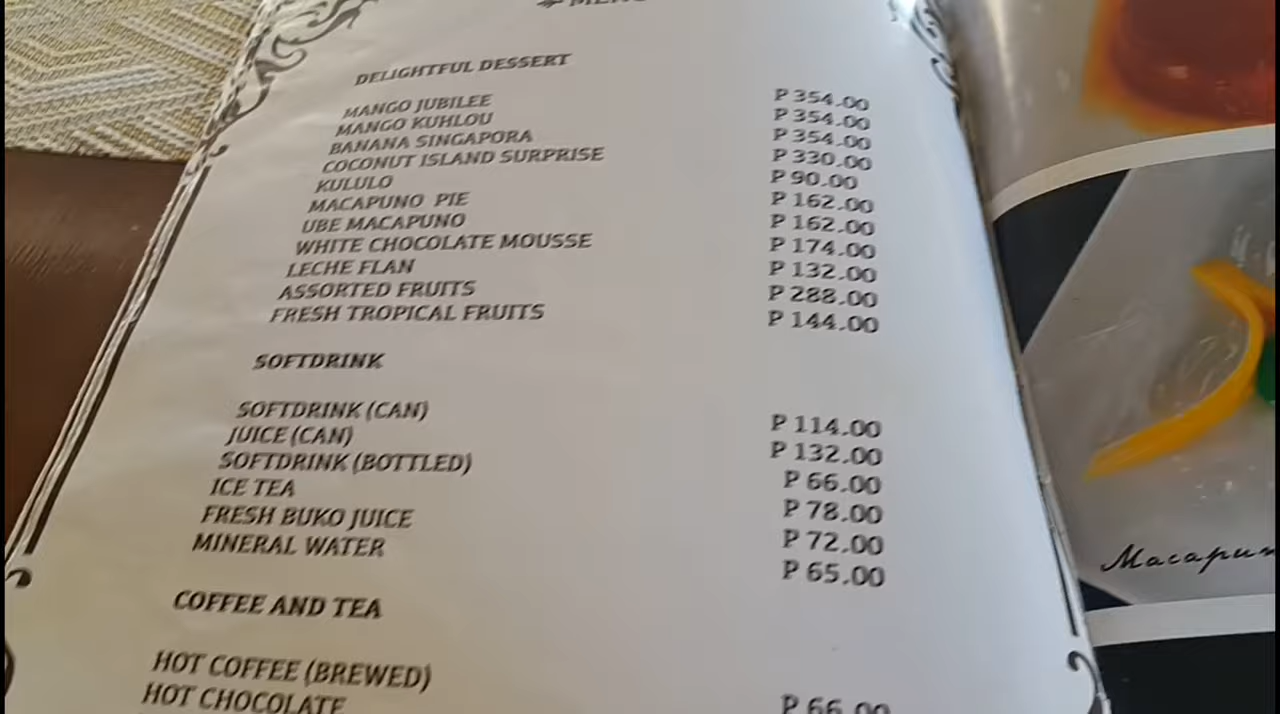 MENU
DELIGHTFUL DESSERT
MANGO JUBILEE P 354.00
MANGO KUHLOU P 354.00
BANANA SINGAPORA P 354.00
COCONUT ISLAND SURPRISE P 330.00
KULULO P 90.00
MACAPUNO PIE P 162.00
UBE MACAPUNO P 162.00
WHITE CHOCOLATE MOUSSE P 174.00
LECHE FLAN P 132.00
ASSORTED FRUITS P 288.00
FRESH TROPICAL FRUITS P 144.00
SOFTDRINK
SOFTDRINK (CAN) P 114.00
JUICE (CAN) P 132.00
SOFTDRINK (BOTTLED) P 66.00
ICE TEA P 78.00
FRESH BUKO JUICE P 72.00
MINERAL WATER P 65.00
COFFEE AND TEA
HOT COFFEE (BREWED) P 66.00
HOT CHOCOLATE